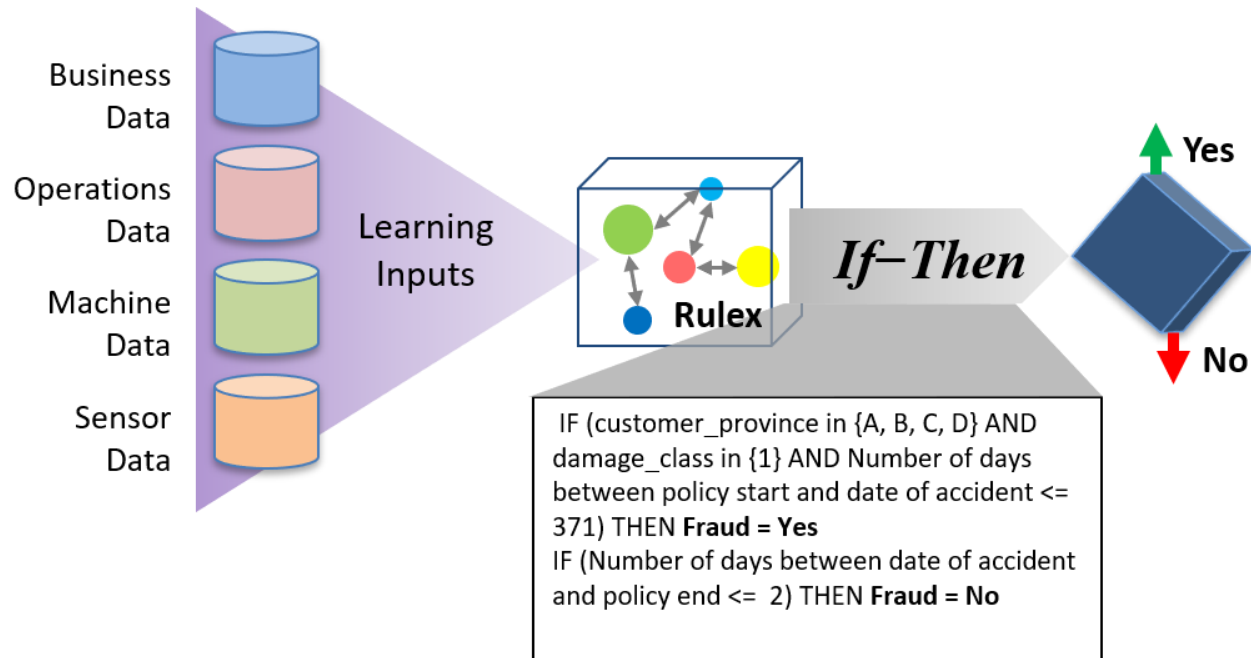 Business
Data
Operations
Data
Machine
Data
Sensor
Data
Learning
Inputs
Rulex
If–Then
Yes
No
IF (customer_province in {A, B, C, D} AND
damage_class in {1} AND Number of days
between policy start and date of accident <=
371) THEN Fraud = Yes
IF (Number of days between date of accident
and policy end <=  2) THEN Fraud = No